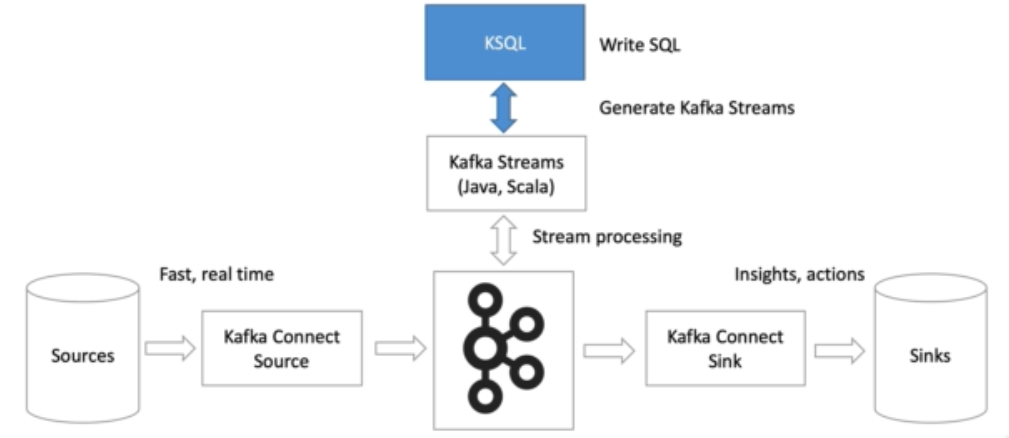 KSQL
Write SQL
Generate Kafka Streams
Kafka Streams
(Java, Scala)
Stream processing
Fast, real time
Insights, actions
Sources
Kafka Connect
Source
Kafka Connect
Sink
Sinks